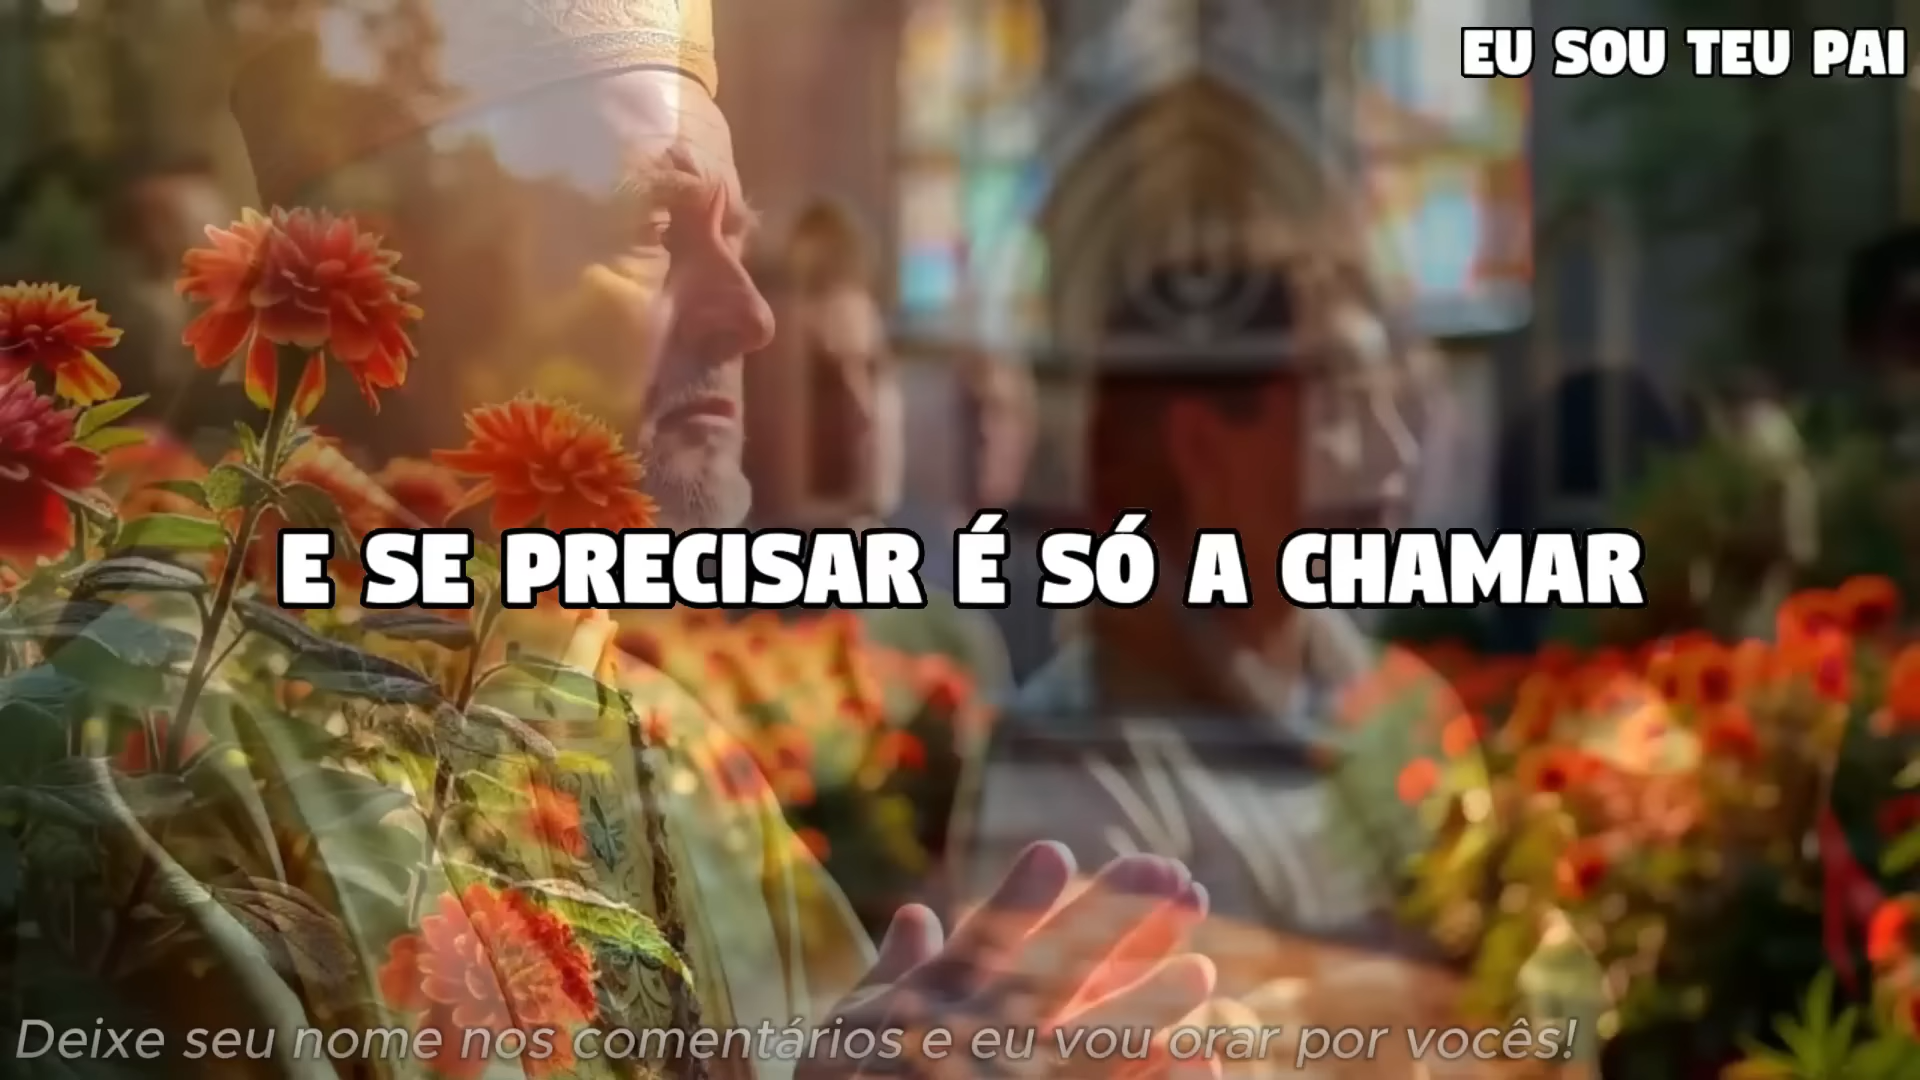 EU SOU TEU PAI
E SE PRECISAR É SÓ A CHAMAR
Deixe seu nome nos comentários e eu vou orar por vocês!